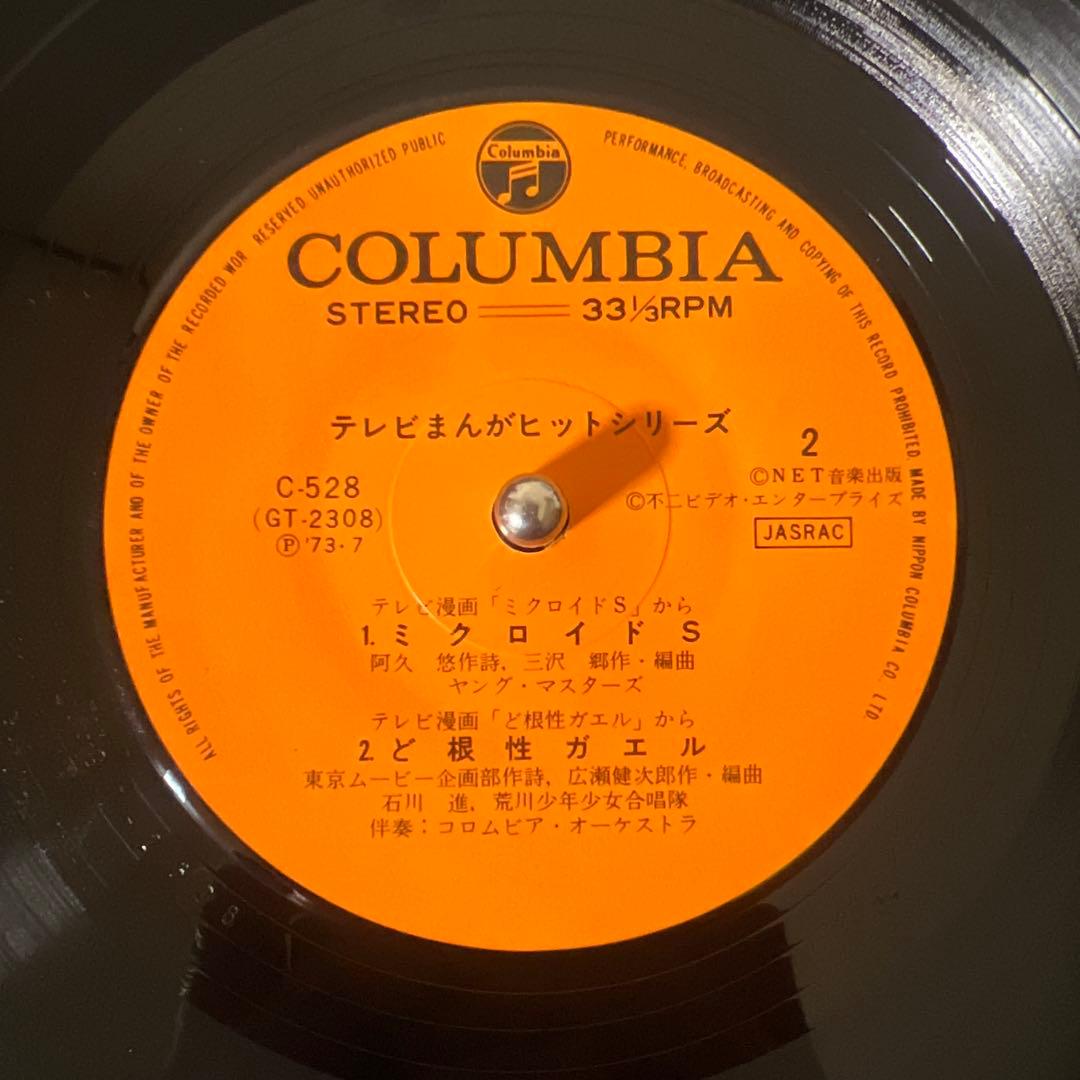 Columbia
ALL RIGHTS OF THE MANUFACTURER AND OF THE OWNER OF THE RECORDED WOR RESERVED UNAUTHORIZED PUBLIC PERFORMANCE, BROADCASTING AND COPYING OF THIS RECORD PROHIBITED. MADE BY NIPPON COLUMBIA CO., LTD.
COLUMBIA
STEREO 33⅓RPM
テレビまんがヒットシリーズ
2
C-528
(GT-2308)
Ⓟ '73・7
©NET音楽出版
©不二ビデオ・エンタープライズ
JASRAC
テレビ漫画「ミクロイドS」から
1. ミクロイドS
阿久 悠作詩、三沢 郷作・編曲
ヤング・マスターズ
テレビ漫画「ど根性ガエル」から
2. ど根性ガエル
東京ムービー企画部作詩、広瀬健次郎作・編曲
石川 進、荒川少年少女合唱隊
伴奏:コロムビア・オーケストラ